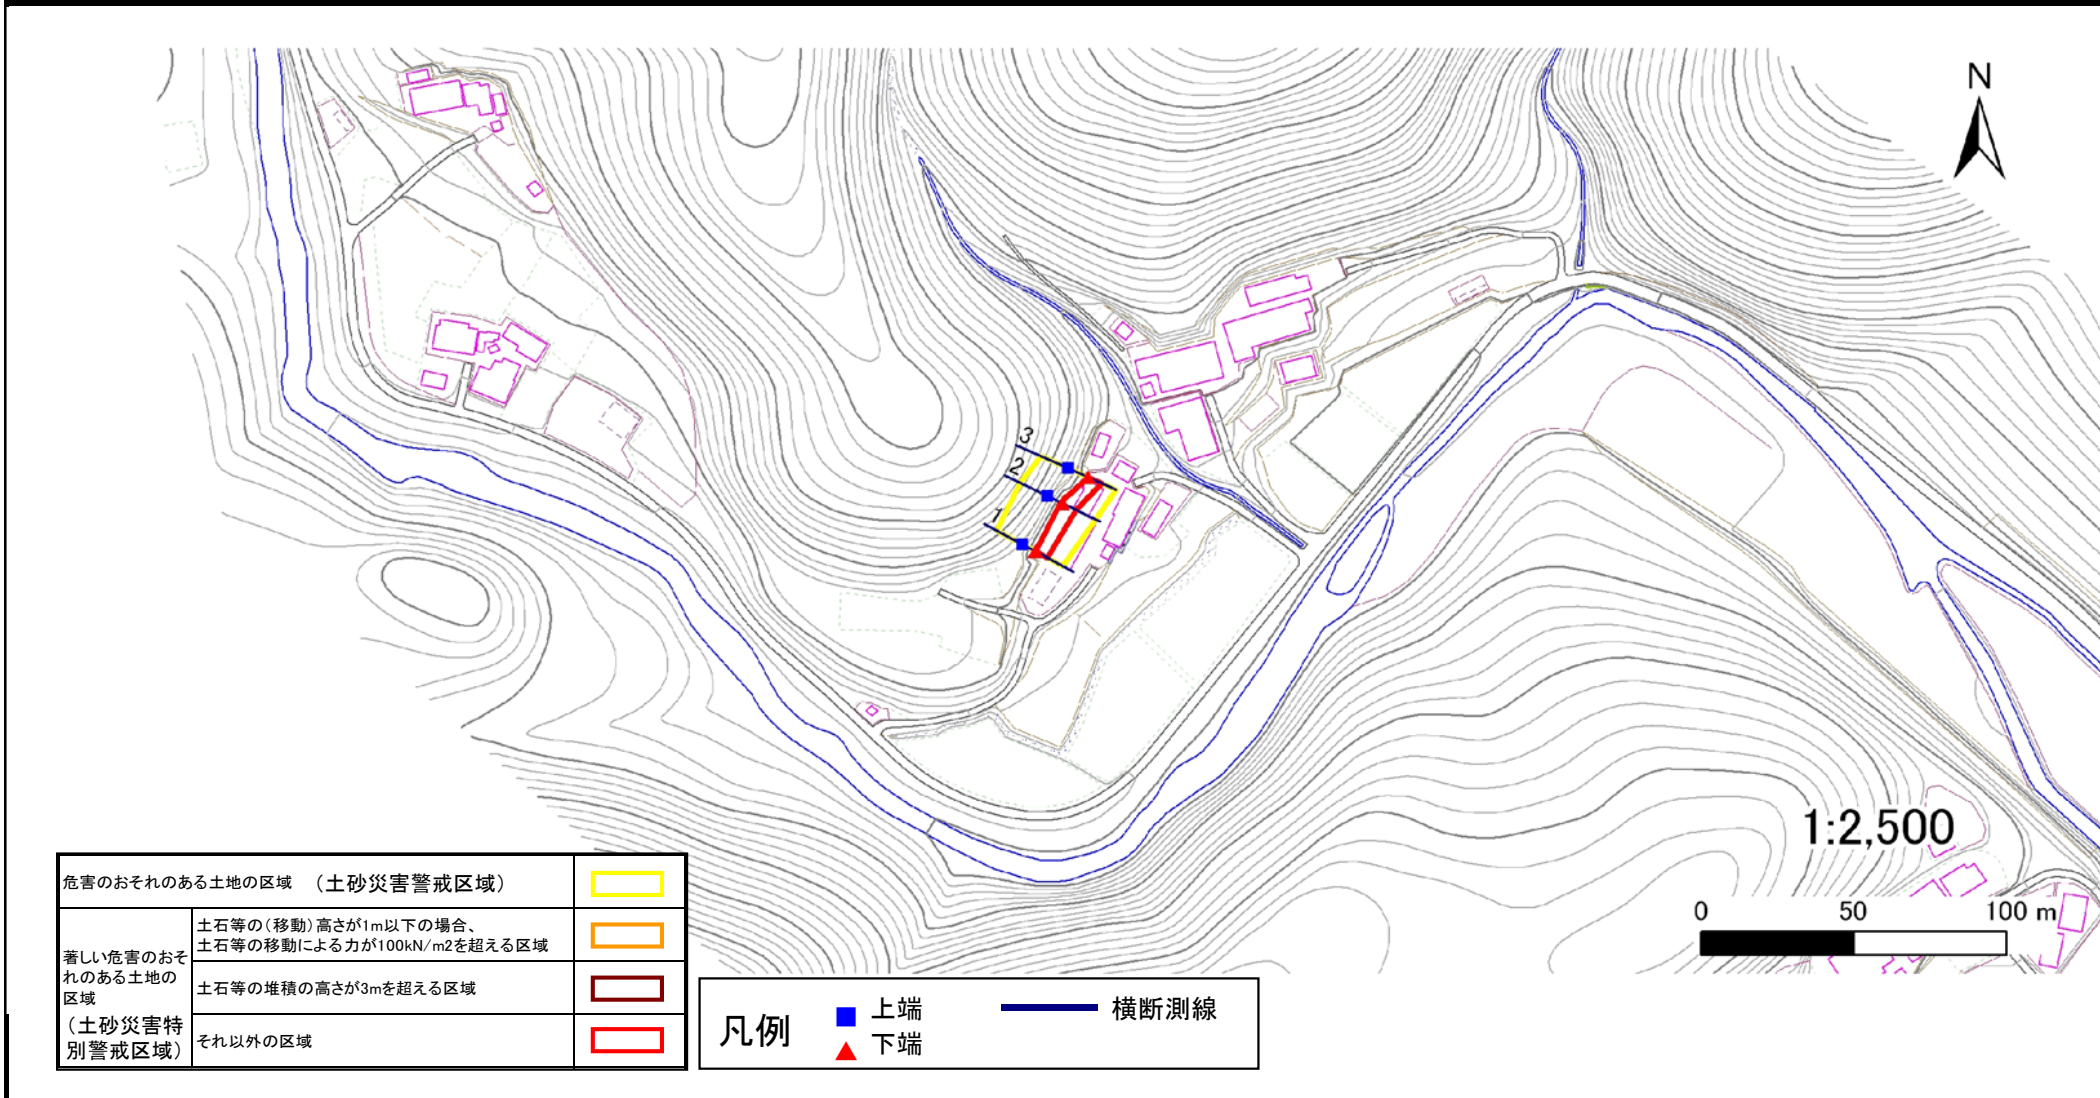 N
3
2
1
1:2,500
0 50 100 m
危害のおそれのある土地の区域 （土砂災害警戒区域）
著しい危害のおそ
れのある土地の
区域
（土砂災害特
別警戒区域）
土石等の（移動）高さが1m以下の場合、
土石等の移動による力が100kN/m2を超える区域
土石等の堆積の高さが3mを超える区域
それ以外の区域
凡例
上端
下端
横断測線